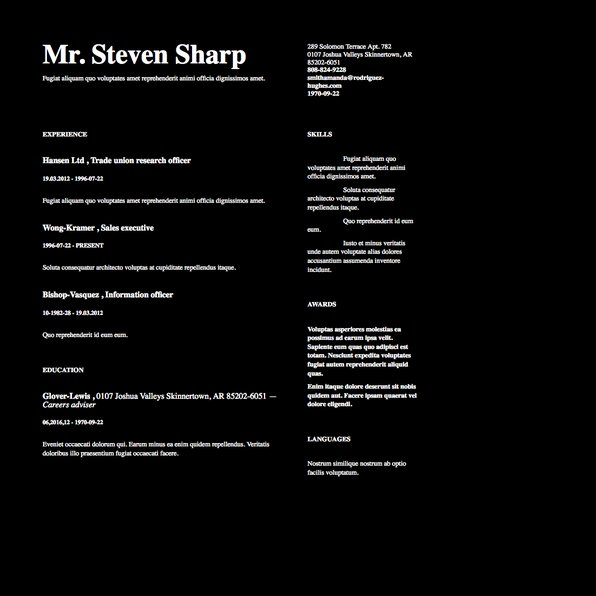 Mr. Steven Sharp
Fugiat aliquam quo voluptates amet reprehenderit animi officia dignissimos amet.
289 Solomon Terrace Apt. 782
0107 Joshua Valleys Skinnertown, AR
85202-6051
808-824-9228
smithamanda@rodriguez-
hughes.com
1970-09-22
EXPERIENCE
Hansen Ltd , Trade union research officer
19.03.2012 - 1996-07-22
Fugiat aliquam quo voluptates amet reprehenderit animi officia dignissimos amet.
Wong-Kramer , Sales executive
1996-07-22 - PRESENT
Soluta consequatur architecto voluptas at cupiditate repellendus itaque.
Bishop-Vasquez , Information officer
10-1982-28 - 19.03.2012
Quo reprehenderit id eum eum.
EDUCATION
Glover-Lewis , 0107 Joshua Valleys Skinnertown, AR 85202-6051 —
Careers adviser
06,2016,12 - 1970-09-22
Eveniet occaecati dolorum qui. Earum minus ea enim quidem repellendus. Veritatis
doloribus illo praesentium fugiat occaecati facere.
SKILLS
Fugiat aliquam quo
voluptates amet reprehenderit animi
officia dignissimos amet.
Soluta consequatur
architecto voluptas at cupiditate
repellendus itaque.
Quo reprehenderit id eum
eum.
Iusto et minus veritatis
unde autem voluptate alias dolores
accusantium assumenda inventore
incidunt.
AWARDS
Voluptas asperiores molestias ea
possimus ad earum ipsa velit.
Sapiente eum quas quo adipisci est
totam. Nesciunt expedita voluptates
fugiat autem reprehenderit aliquid
quas.
Enim itaque dolore deserunt sit nobis
quidem aut. Facere ipsam quaerat vel
dolore eligendi.
LANGUAGES
Nostrum similique nostrum ab optio
facilis voluptatum.